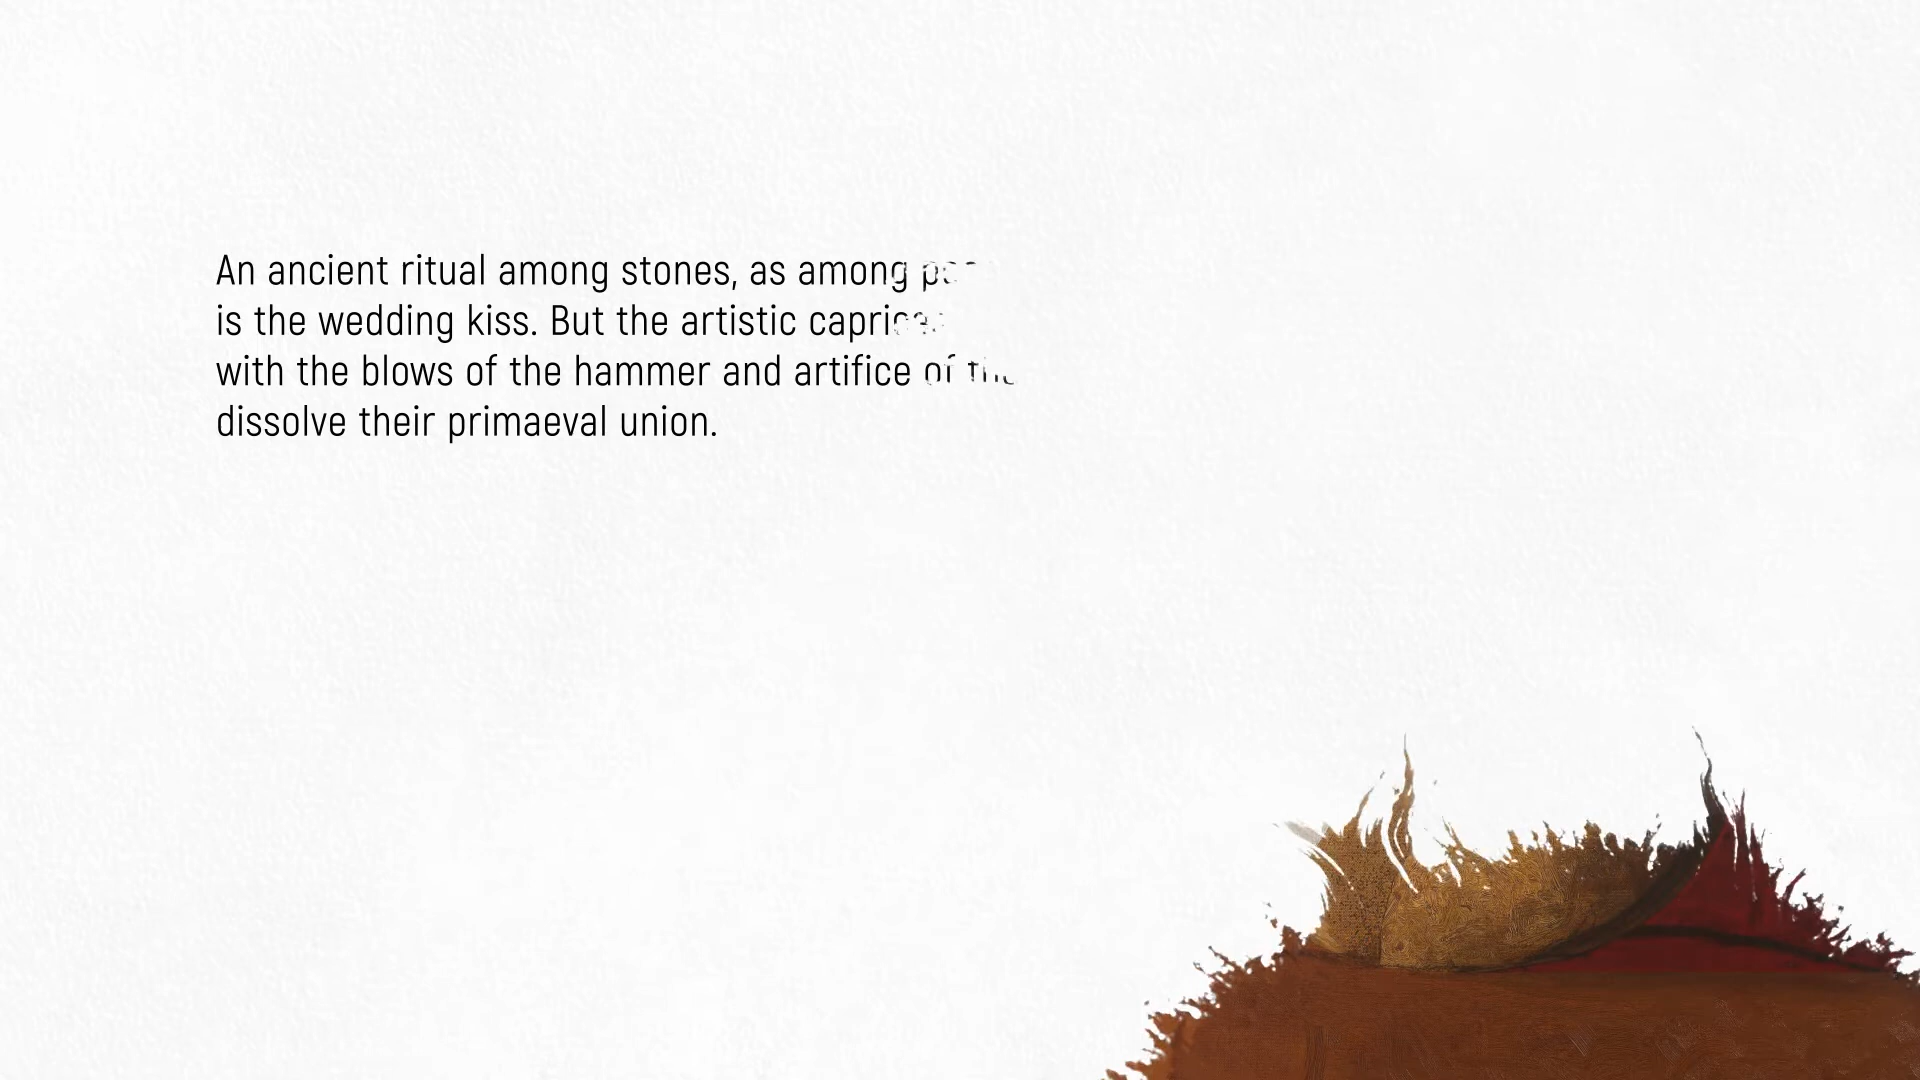 An ancient ritual among stones, as among
is the wedding kiss. But the artistic
with the blows of the hammer and artifice of
dissolve their primaeval union.